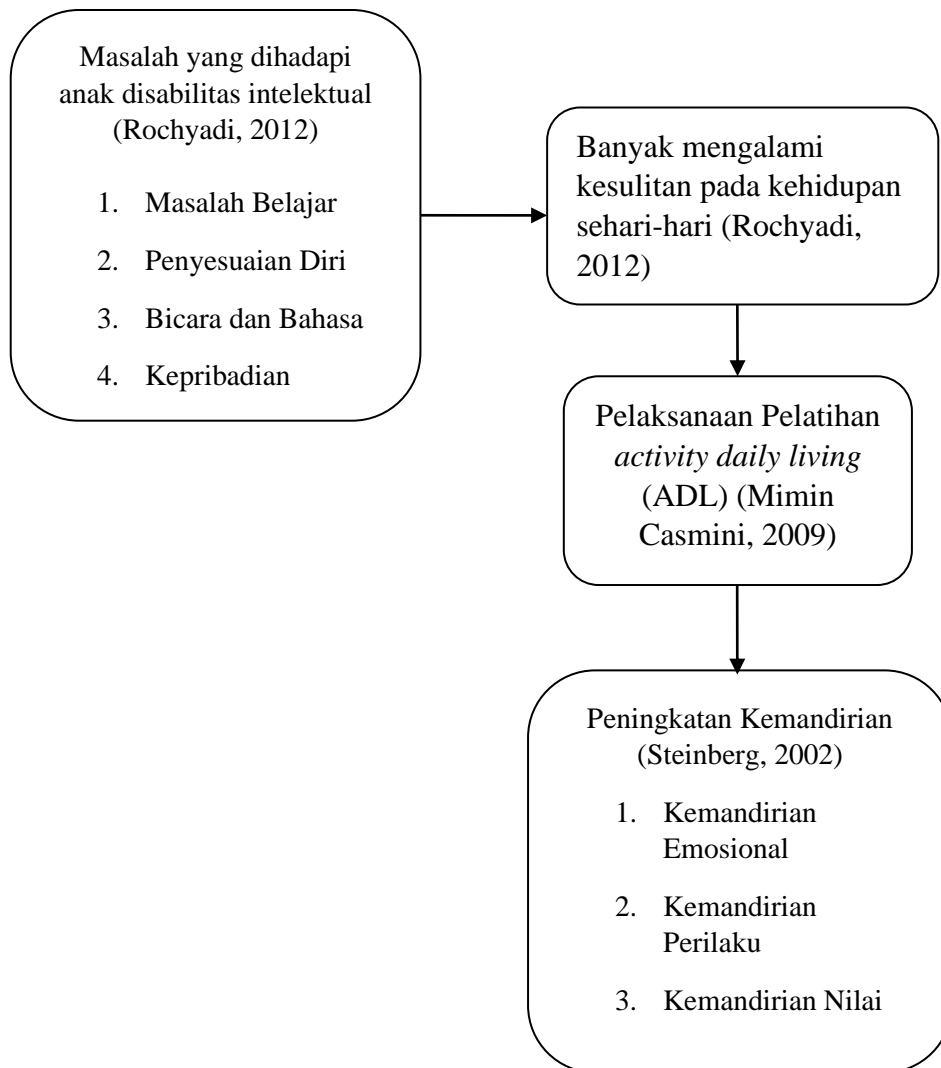 Masalah yang dihadapi
anak disabilitas intelektual
(Rochyadi, 2012)
1. Masalah Belajar
2. Penyesuaian Diri
3. Bicara dan Bahasa
4. Kepribadian
Banyak mengalami
kesulitan pada kehidupan
sehari-hari (Rochyadi,
2012)
Pelaksanaan Pelatihan
activity daily living
(ADL) (Mimin
Casmini, 2009)
Peningkatan Kemandirian
(Steinberg, 2002)
1. Kemandirian
Emosional
2. Kemandirian
Perilaku
3. Kemandirian Nilai